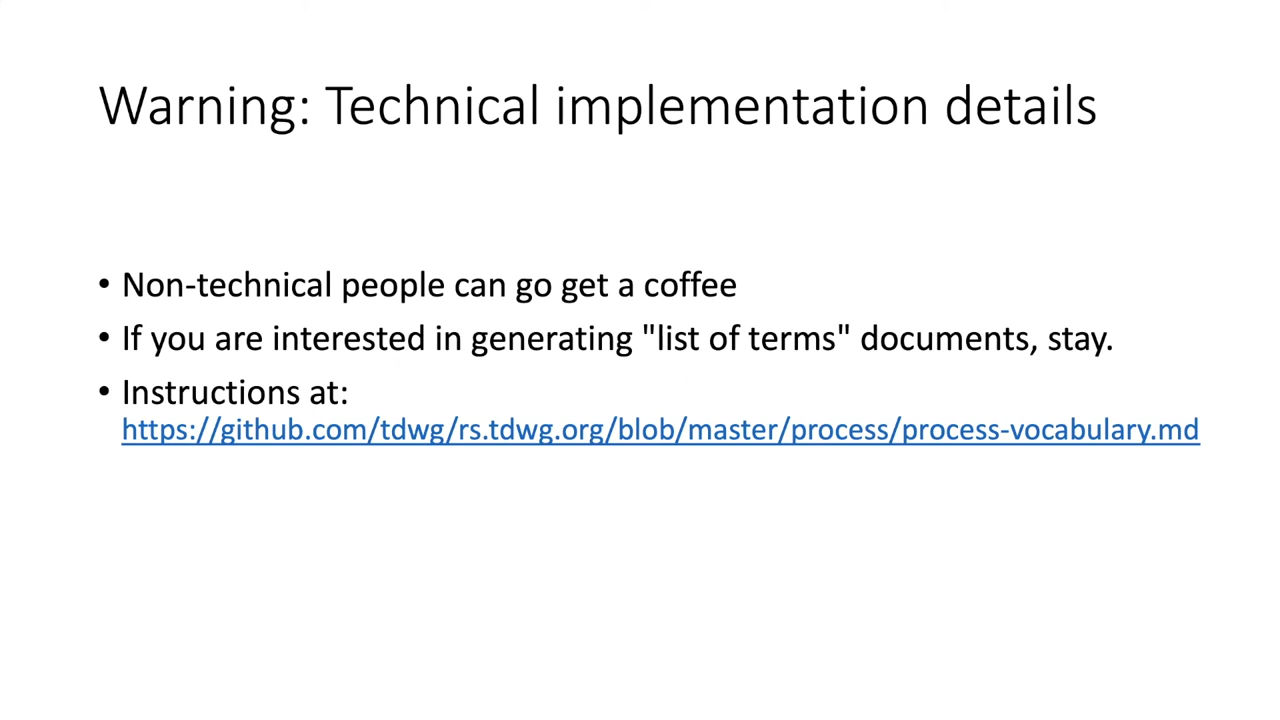 Warning: Technical implementation details
• Non-technical people can go get a coffee
• If you are interested in generating "list of terms" documents, stay.
• Instructions at:
https://github.com/tdwg/rs.tdwg.org/blob/master/process/process-vocabulary.md